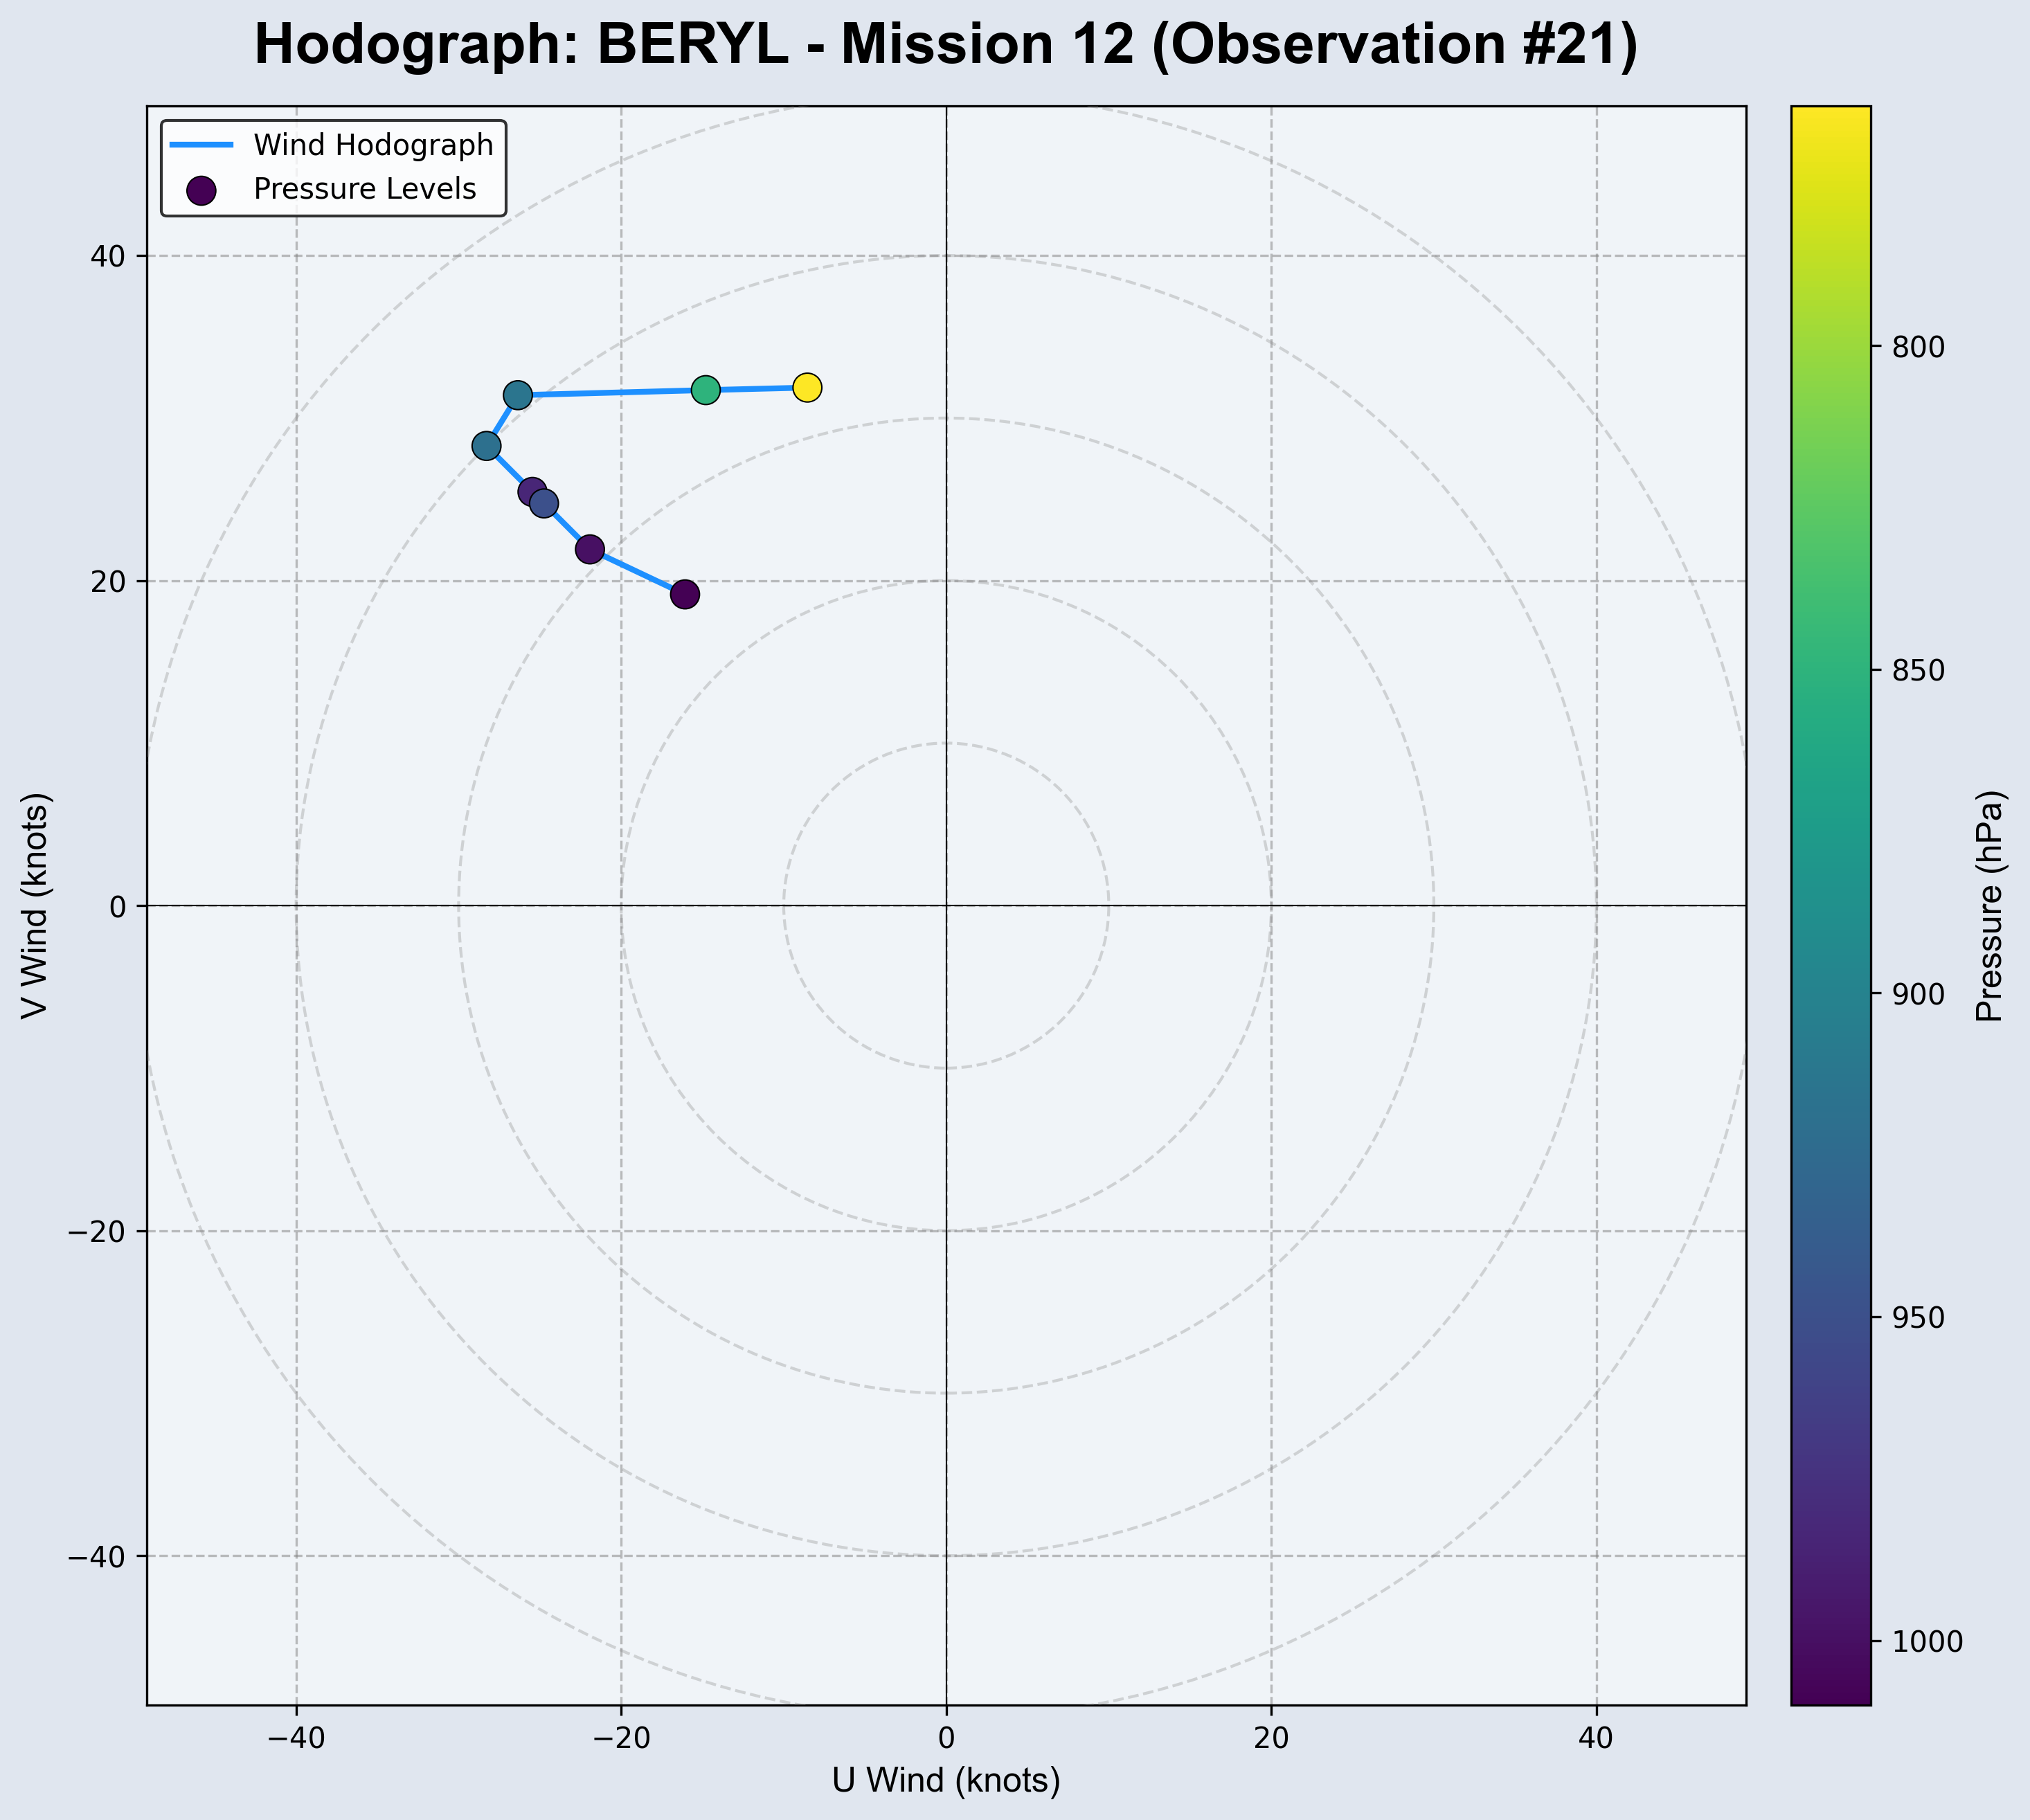 Hodograph: BERYL - Mission 12 (Observation #21)
Wind Hodograph
Pressure Levels
40
20
0
−20
−40
V Wind (knots)
−40
−20
0
20
40
U Wind (knots)
800
850
900
950
1000
Pressure (hPa)